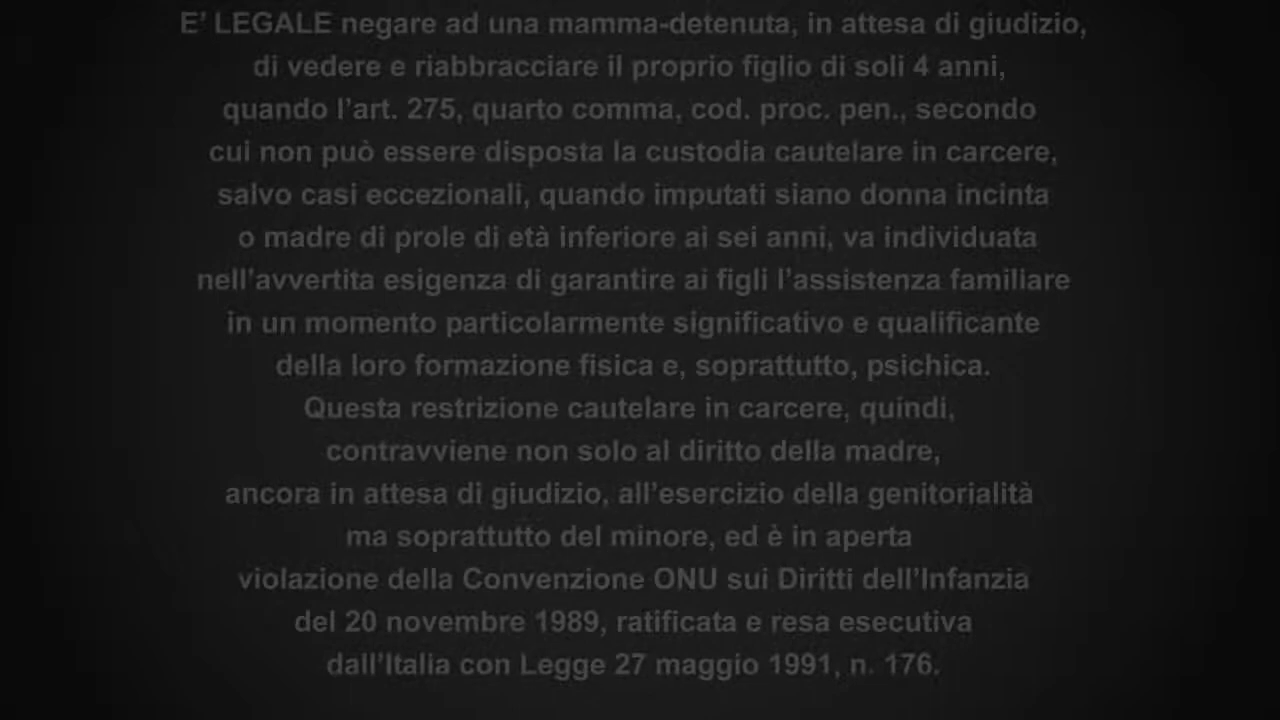 E’ LEGALE negare ad una mamma-detenuta, in attesa di giudizio,
di vedere e riabbracciare il proprio figlio di soli 4 anni,
quando l’art. 275, quarto comma, cod. proc. pen., secondo
cui non può essere disposta la custodia cautelare in carcere,
salvo casi eccezionali, quando imputati siano donna incinta
o madre di prole di età inferiore ai sei anni, va individuata
nell’avvertita esigenza di garantire ai figli l’assistenza familiare
in un momento particolarmente significativo e qualificante
della loro formazione fisica e, soprattutto, psichica.
Questa restrizione cautelare in carcere, quindi,
contravviene non solo al diritto della madre,
ancora in attesa di giudizio, all’esercizio della genitorialità
ma soprattutto del minore, ed è in aperta
violazione della Convenzione ONU sui Diritti dell’Infanzia
del 20 novembre 1989, ratificata e resa esecutiva
dall’Italia con Legge 27 maggio 1991, n. 176.